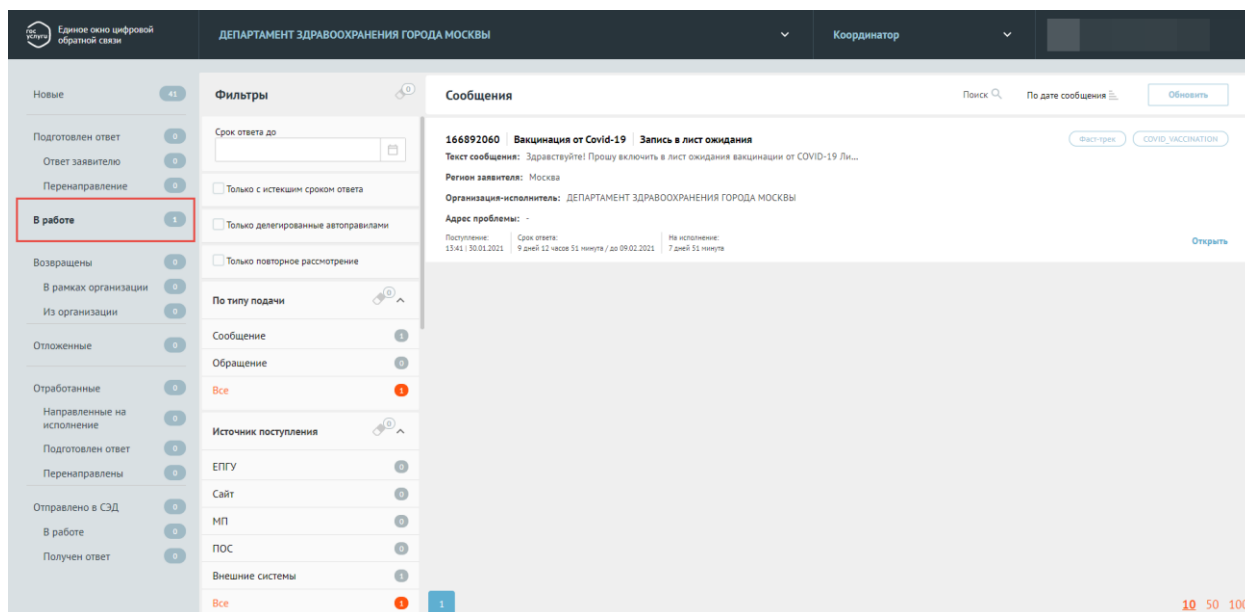 гос услуги
Единое окно цифровой
обратной связи
ДЕПАРТАМЕНТ ЗДРАВООХРАНЕНИЯ ГОРОДА МОСКВЫ
Координатор
Новые 41
Подготовлен ответ 0
Ответ заявителю 0
Перенаправление 0
В работе 1
Возвращены 0
В рамках организации 0
Из организации 0
Отложенные 0
Отработанные 0
Направленные на
исполнение 0
Подготовлен ответ 0
Перенаправлены 0
Отправлено в СЭД 0
В работе 0
Получен ответ 0
Фильтры 0
Срок ответа до
Только с истекшим сроком ответа
Только делегированные автоправилами
Только повторное рассмотрение
По типу подачи 0
Сообщение 1
Обращение 0
Все 1
Источник поступления 0
ЕПГУ 0
Сайт 0
МП 0
ПОС 0
Внешние системы 1
Все 1
Сообщения
Поиск
По дате сообщения
Обновить
166892060 Вакцинация от Covid-19 Запись в лист ожидания
Фаст-трек COVID_VACCINATION
Текст сообщения: Здравствуйте! Прошу включить в лист ожидания вакцинации от COVID-19 Ли...
Регион заявителя: Москва
Организация-исполнитель: ДЕПАРТАМЕНТ ЗДРАВООХРАНЕНИЯ ГОРОДА МОСКВЫ
Адрес проблемы: -
Поступление: Срок ответа: На исполнение:
15:41 | 30.01.2021 9 дней 12 часов 51 минута / до 09.02.2021 7 дней 51 минута
Открыть
1
10 50 100